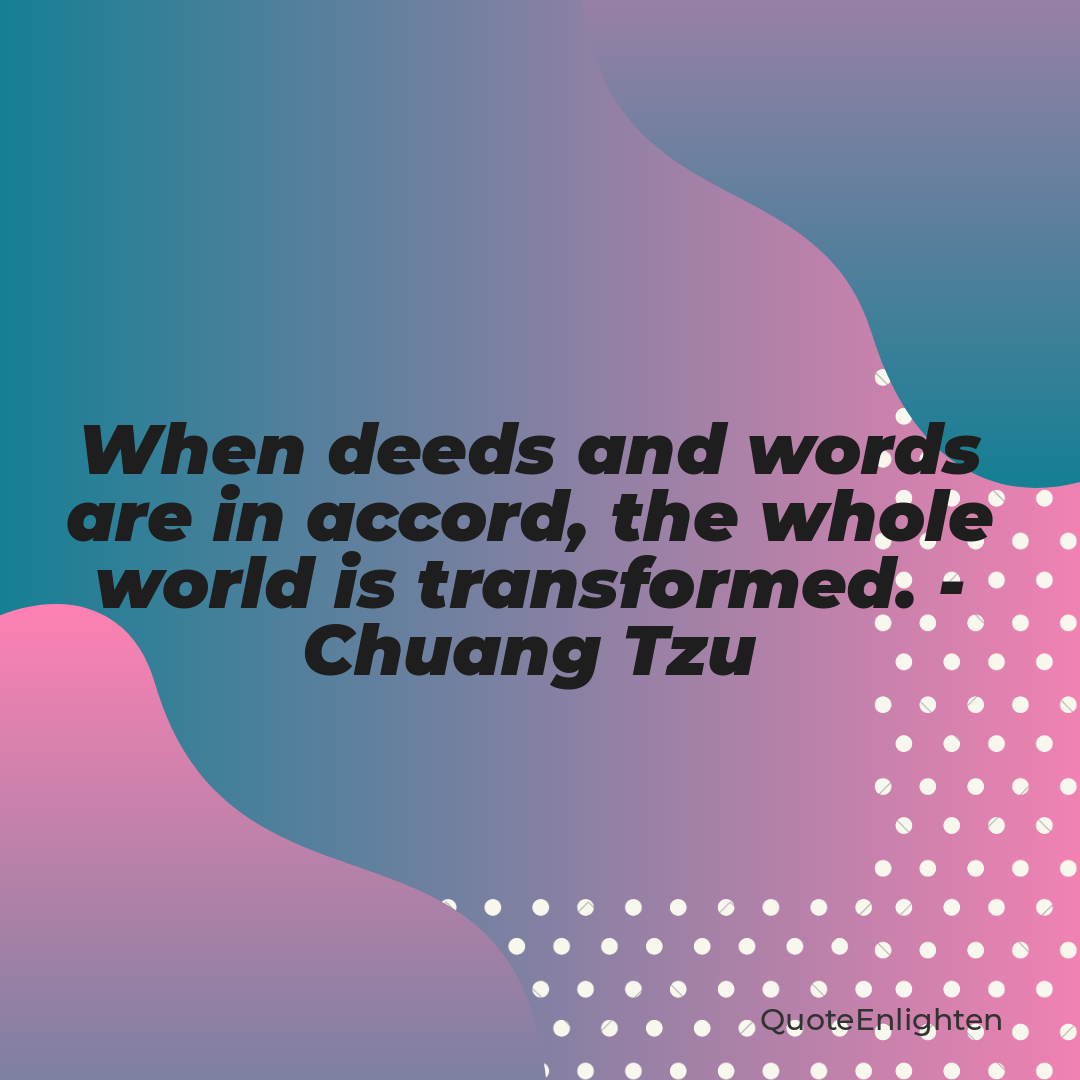 When deeds and words
are in accord, the whole
world is transformed. -
Chuang Tzu
QuoteEnlighten